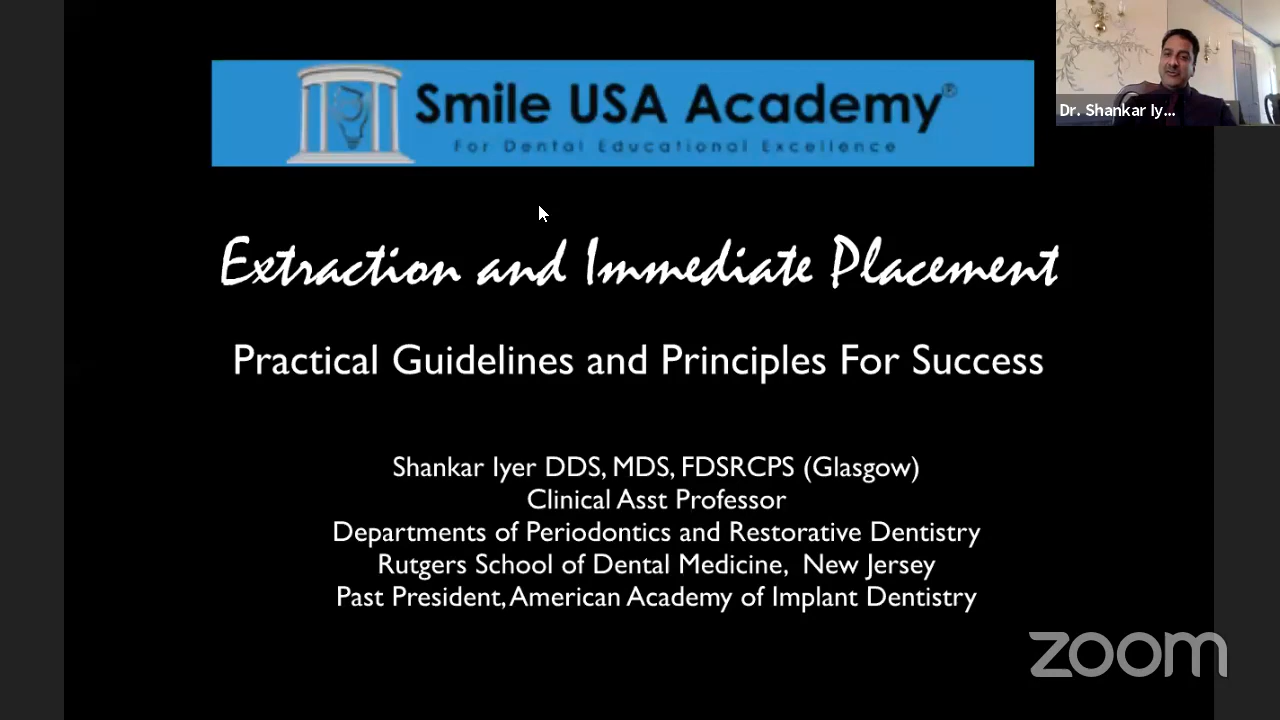 Smile USA Academy®
For Dental Educational Excellence
Dr. Shankar Iy...
Extraction and Immediate Placement
Practical Guidelines and Principles For Success
Shankar Iyer DDS, MDS, FDSRCPS (Glasgow)
Clinical Asst Professor
Departments of Periodontics and Restorative Dentistry
Rutgers School of Dental Medicine, New Jersey
Past President, American Academy of Implant Dentistry
zoom